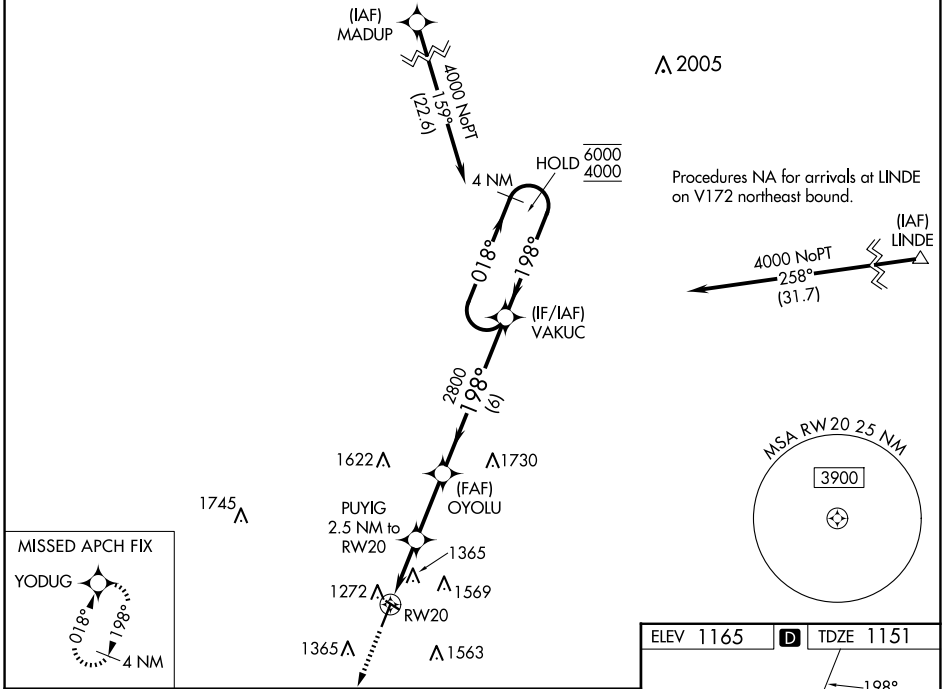 (IAF)
MADUP
4000 NoPT
159°
(22.6)
2005
HOLD 6000
4000
4 NM
018°
198°
Procedures NA for arrivals at LINDE
on V172 northeast bound.
(IAF)
LINDE
4000 NoPT
258°
(31.7)
(IF/IAF)
VAKUC
2800
198°
(6)
MSA RW20 25 NM
3900
1622
1730
(FAF)
OYOLU
1745
PUYIG
2.5 NM to
RW20
1365
1272
1569
RW20
1365
1563
MISSED APCH FIX
YODUG
018°
198°
4 NM
ELEV 1165 D TDZE 1151
198°